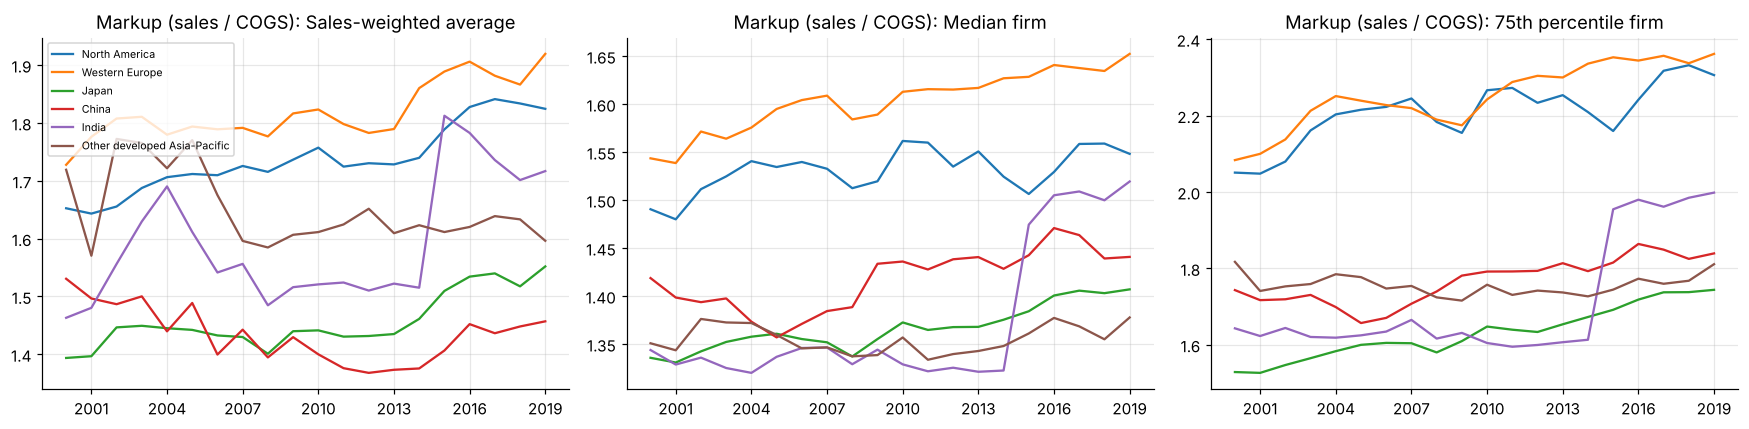 Markup (sales / COGS): Sales-weighted average
1.9
1.8
1.7
1.6
1.5
1.4
North America
Western Europe
Japan
China
India
Other developed Asia-Pacific
2001 2004 2007 2010 2013 2016 2019
Markup (sales / COGS): Median firm
1.65
1.60
1.55
1.50
1.45
1.40
1.35
2001 2004 2007 2010 2013 2016 2019
Markup (sales / COGS): 75th percentile firm
2.4
2.2
2.0
1.8
1.6
2001 2004 2007 2010 2013 2016 2019